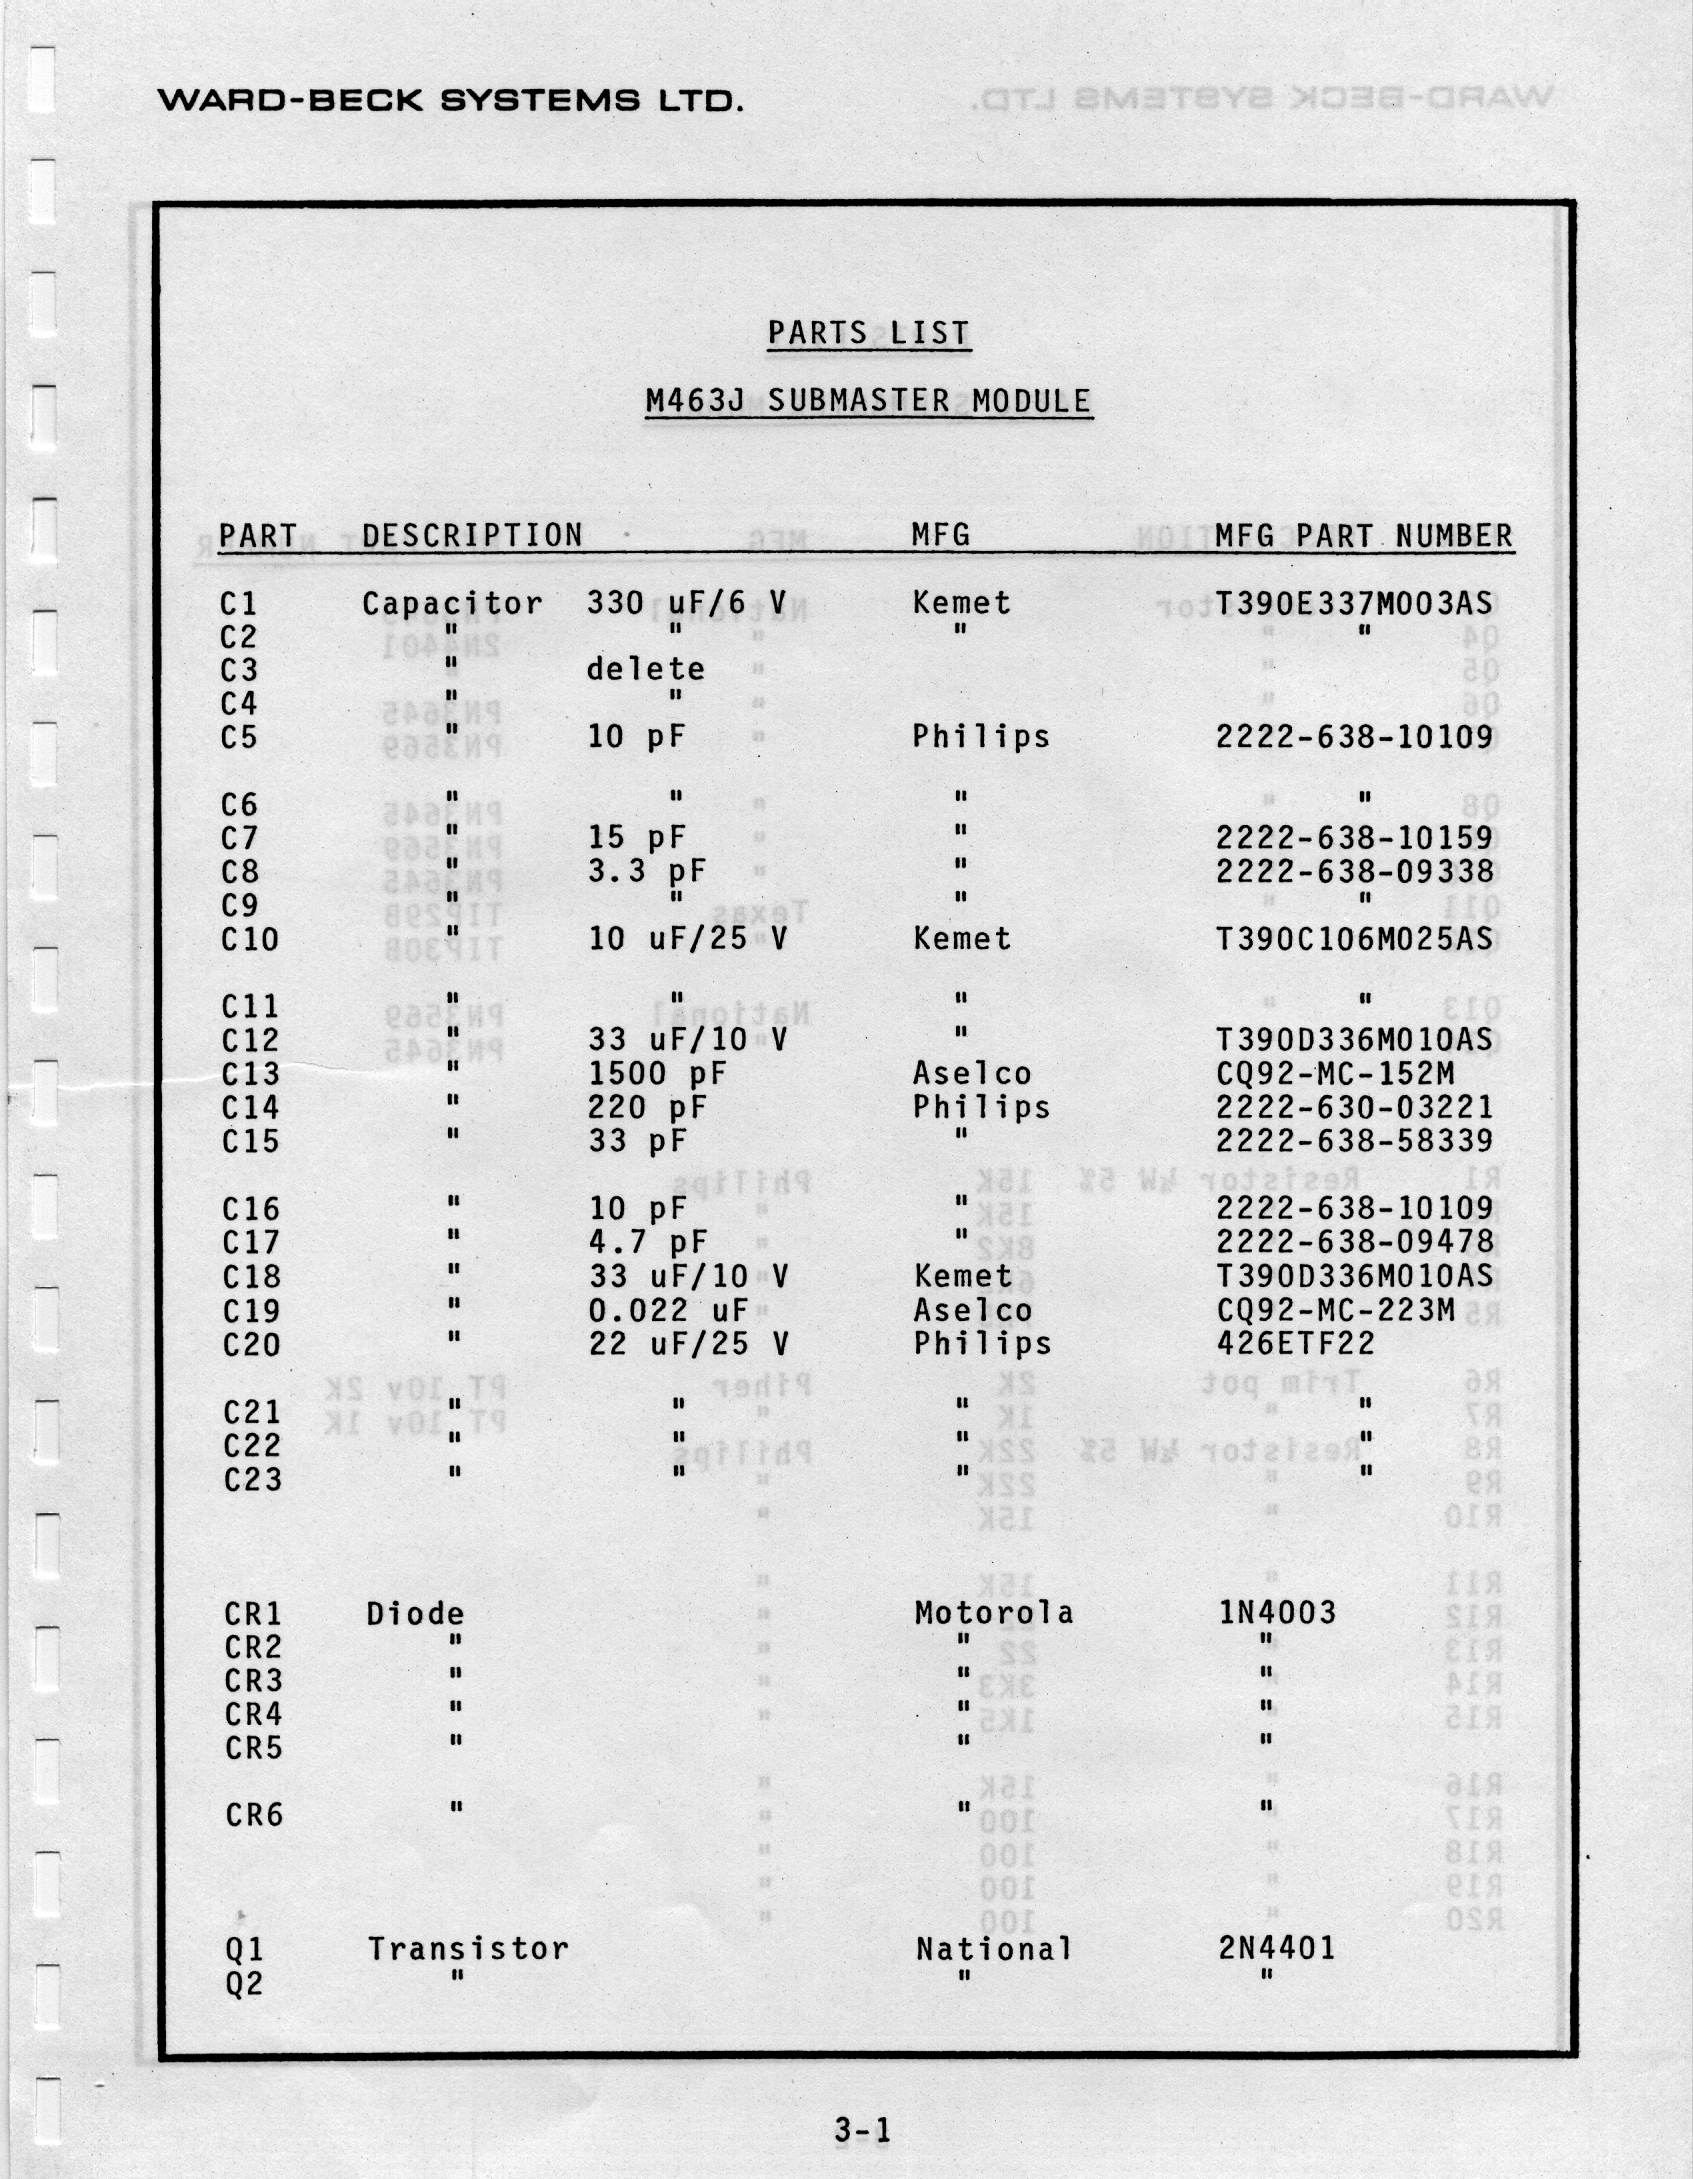 WARD-BECK SYSTEMS LTD.
PARTS LIST
M463J SUBMASTER MODULE
PART DESCRIPTION MFG MFG PART NUMBER
C1 Capacitor 330 uF/6 V Kemet T390E337M003AS
C2 " " " "
C3 " delete
C4 " "
C5 " 10 pF Philips 2222-638-10109
C6 " " " "
C7 " 15 pF " 2222-638-10159
C8 " 3.3 pF " 2222-638-09338
C9 " " " "
C10 " 10 uF/25 V Kemet T390C106M025AS
C11 " " " "
C12 " 33 uF/10 V " T390D336M010AS
C13 " 1500 pF Aselco CQ92-MC-152M
C14 " 220 pF Philips 2222-630-03221
C15 " 33 pF " 2222-638-58339
C16 " 10 pF " 2222-638-10109
C17 " 4.7 pF " 2222-638-09478
C18 " 33 uF/10 V Kemet T390D336M010AS
C19 " 0.022 uF Aselco CQ92-MC-223M
C20 " 22 uF/25 V Philips 426ETF22
C21 " " " "
C22 " " " "
C23 " " " "
CR1 Diode Motorola 1N4003
CR2 " " "
CR3 " " "
CR4 " " "
CR5 " " "
CR6 " " "
Q1 Transistor National 2N4401
Q2 " " "
3-1